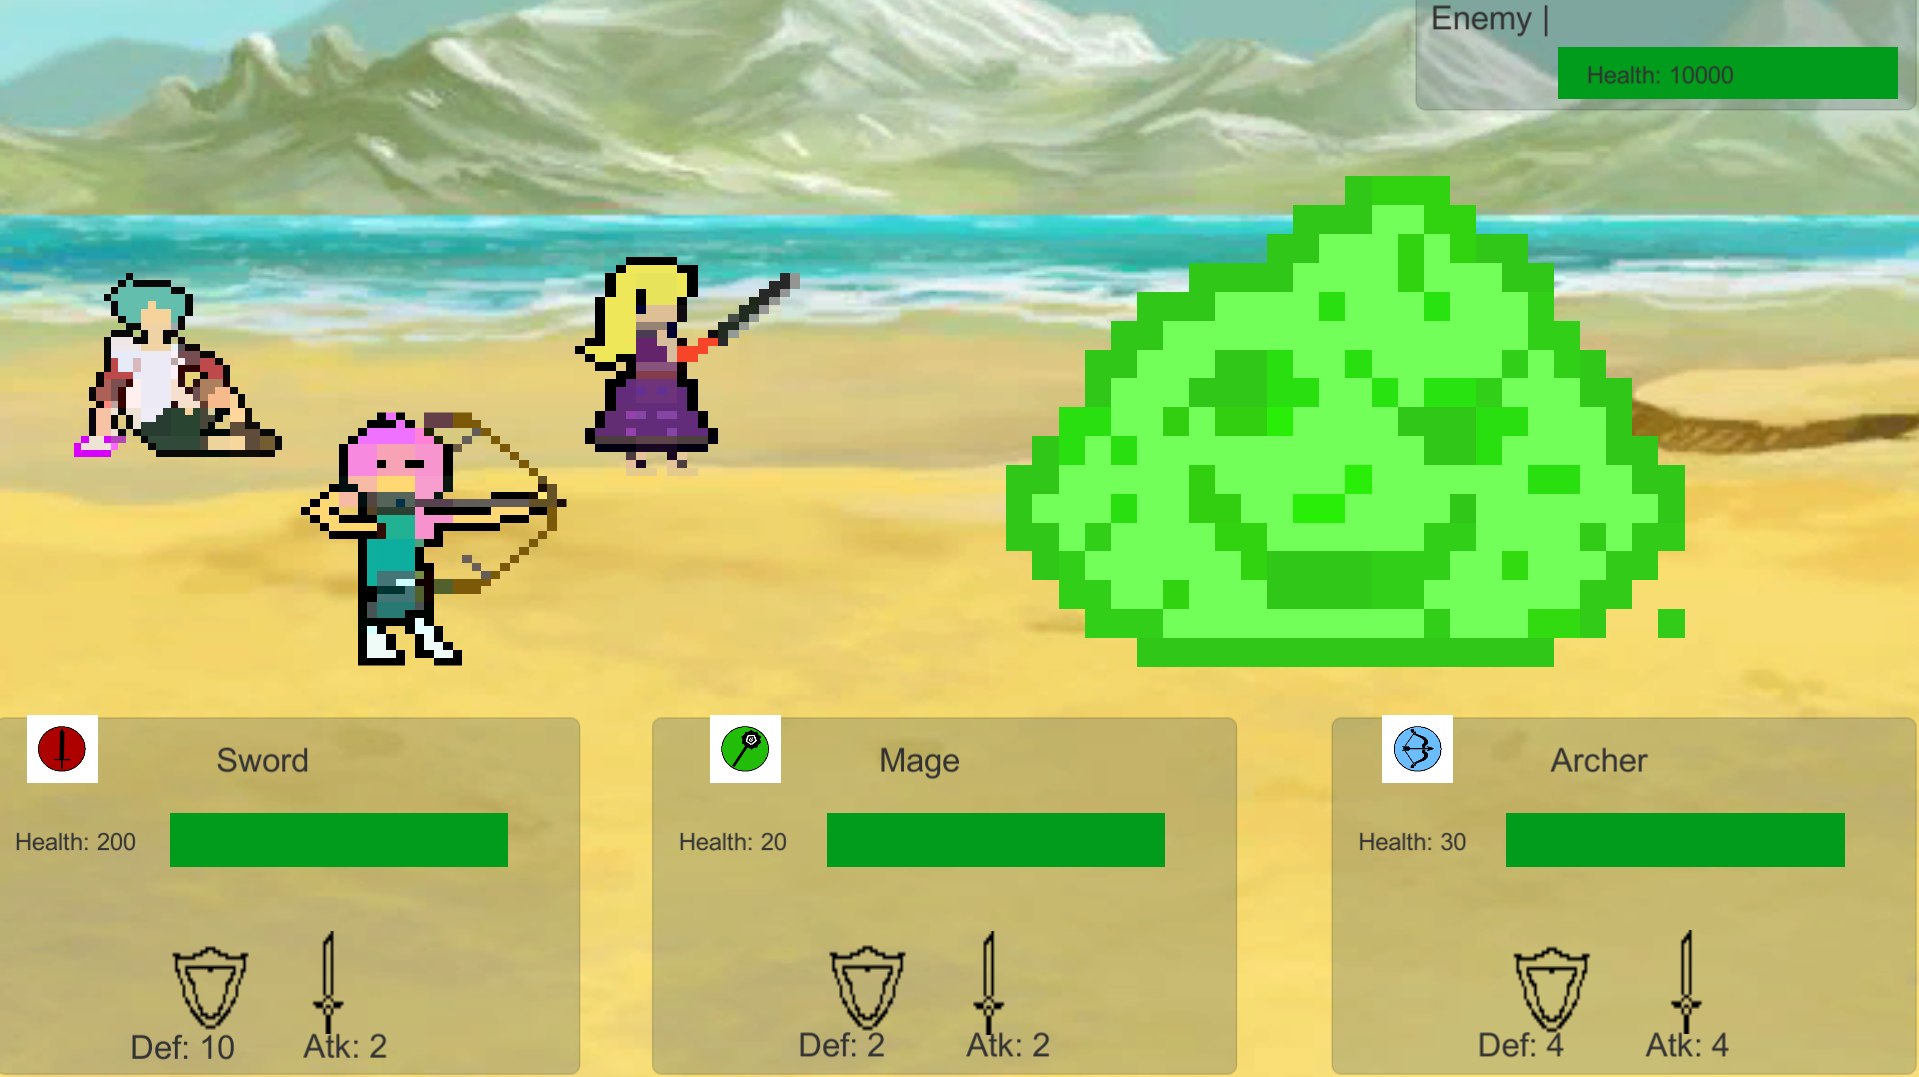 Enemy |
Health: 10000
Sword
Health: 200
Def: 10
Atk: 2
Mage
Health: 20
Def: 2
Atk: 2
Archer
Health: 30
Def: 4
Atk: 4